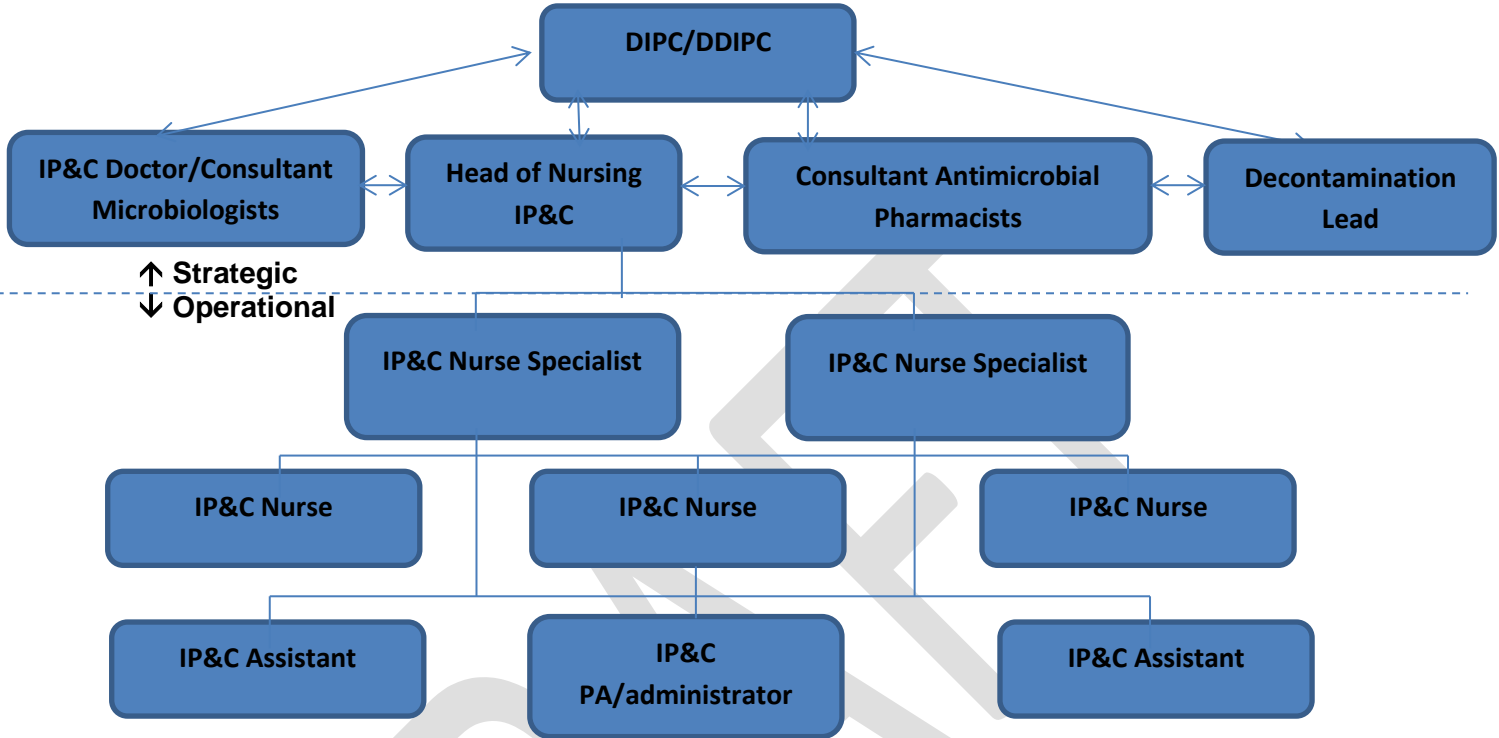 DIPC/DDIPC
IP&C Doctor/Consultant
Microbiologists
Head of Nursing
IP&C
Consultant Antimicrobial
Pharmacists
Decontamination
Lead
↑ Strategic
↓ Operational
IP&C Nurse Specialist
IP&C Nurse Specialist
IP&C Nurse
IP&C Nurse
IP&C Nurse
IP&C Assistant
IP&C
PA/administrator
IP&C Assistant